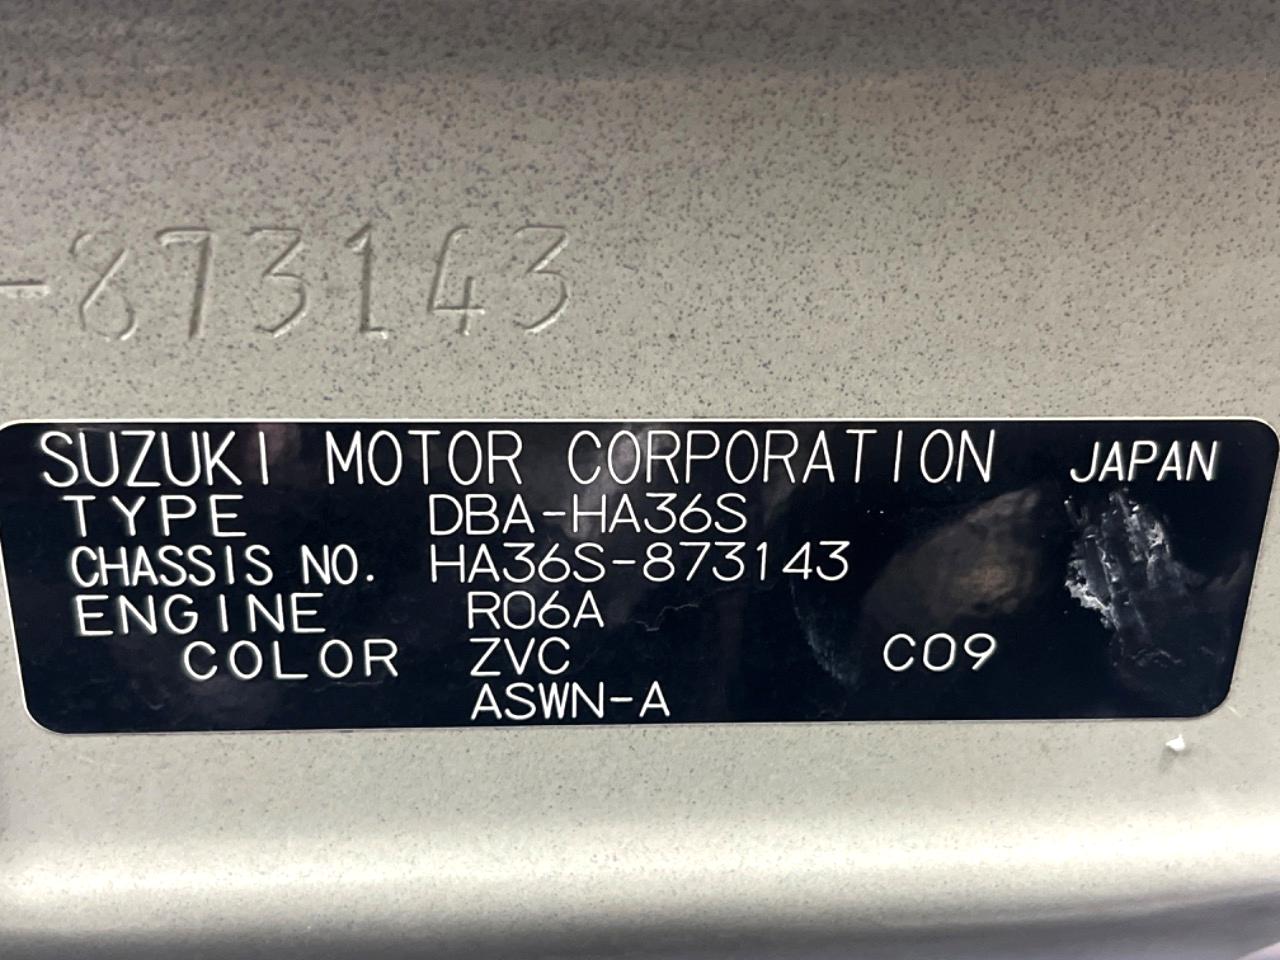 -873143
SUZUKI MOTOR CORPORATION JAPAN
TYPE DBA-HA36S
CHASSIS NO. HA36S-873143
ENGINE R06A
COLOR ZVC C09
ASWN-A